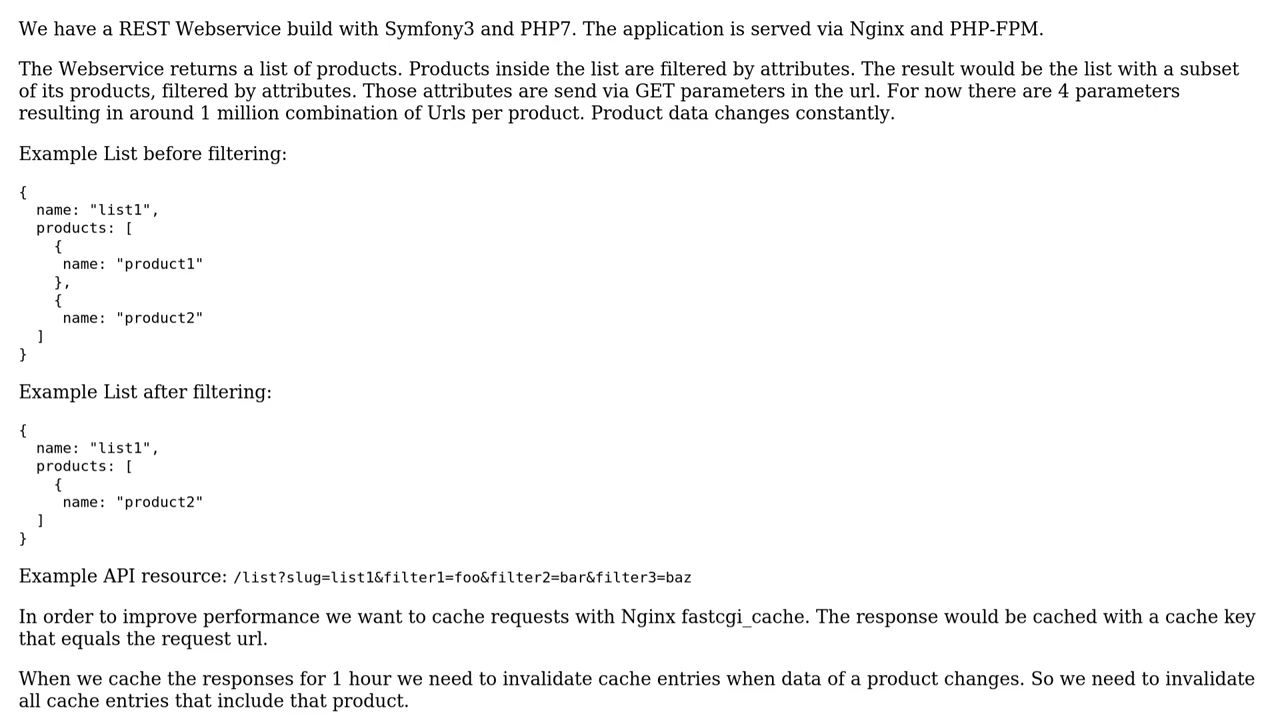 We have a REST Webservice build with Symfony3 and PHP7. The application is served via Nginx and PHP-FPM.
The Webservice returns a list of products. Products inside the list are filtered by attributes. The result would be the list with a subset
of its products, filtered by attributes. Those attributes are send via GET parameters in the url. For now there are 4 parameters
resulting in around 1 million combination of Urls per product. Product data changes constantly.
Example List before filtering:
{
  name: "list1",
  products: [
    {
     name: "product1"
    },
    {
     name: "product2"
  ]
}
Example List after filtering:
{
  name: "list1",
  products: [
    {
     name: "product2"
  ]
}
Example API resource: /list?slug=list1&filter1=foo&filter2=bar&filter3=baz
In order to improve performance we want to cache requests with Nginx fastcgi_cache. The response would be cached with a cache key
that equals the request url.
When we cache the responses for 1 hour we need to invalidate cache entries when data of a product changes. So we need to invalidate
all cache entries that include that product.